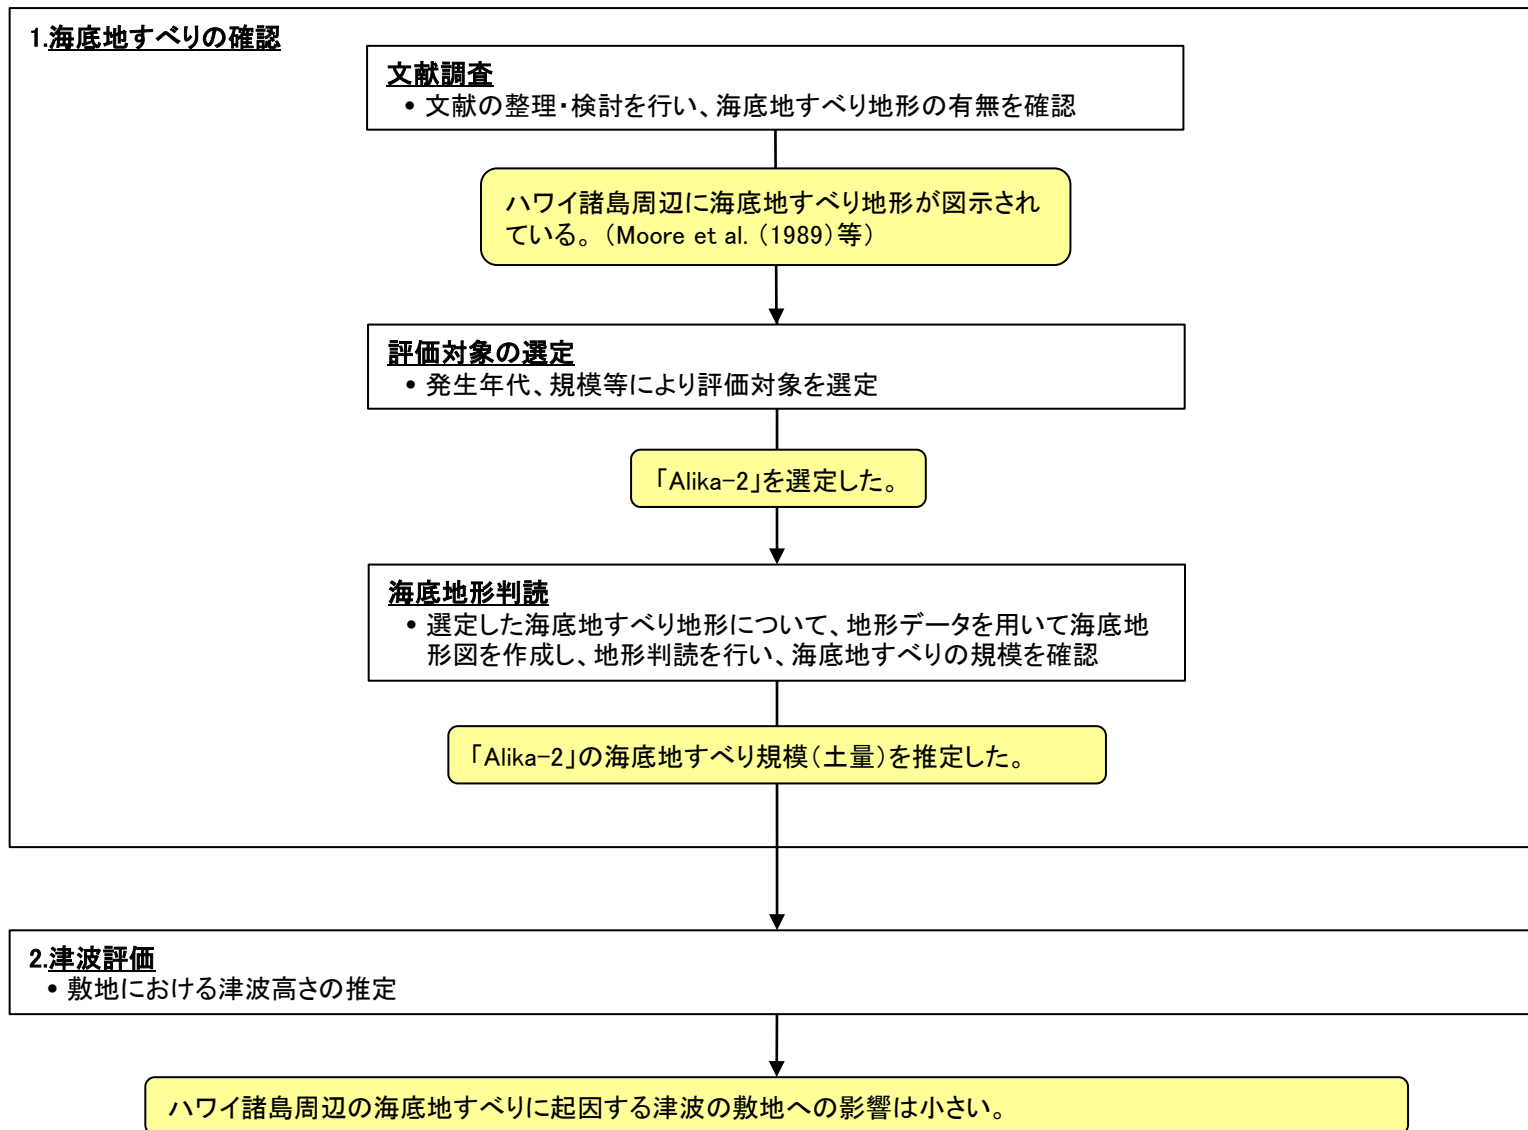 1.海底地すべりの確認
文献調査
• 文献の整理・検討を行い、海底地すべり地形の有無を確認
ハワイ諸島周辺に海底地すべり地形が図示され
ている。（Moore et al. （1989）等）
評価対象の選定
• 発生年代、規模等により評価対象を選定
「Alika-2」を選定した。
海底地形判読
• 選定した海底地すべり地形について、地形データを用いて海底地
形図を作成し、地形判読を行い、海底地すべりの規模を確認
「Alika-2」の海底地すべり規模（土量）を推定した。
2.津波評価
• 敷地における津波高さの推定
ハワイ諸島周辺の海底地すべりに起因する津波の敷地への影響は小さい。